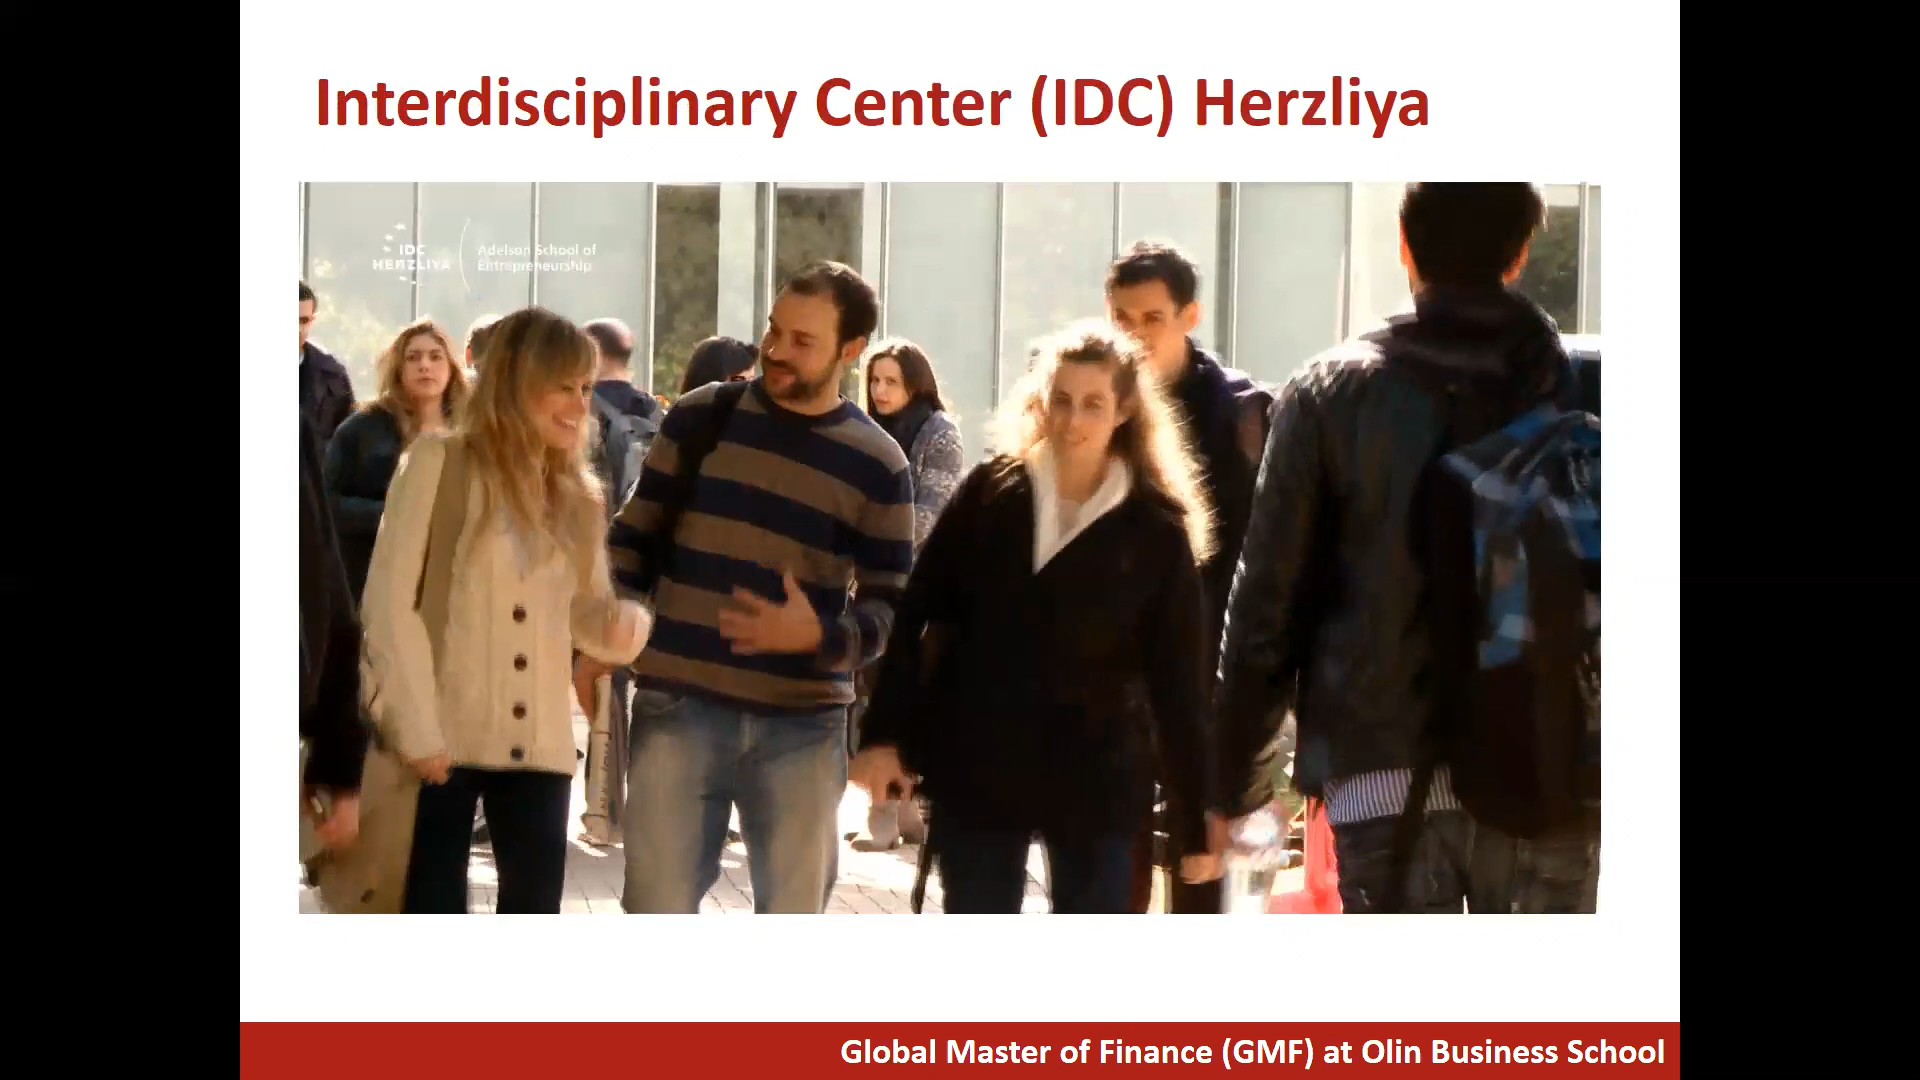 Interdisciplinary Center (IDC) Herzliya
IDC
HERZLIYA
Adelson School of
Entrepreneurship
Global Master of Finance (GMF) at Olin Business School